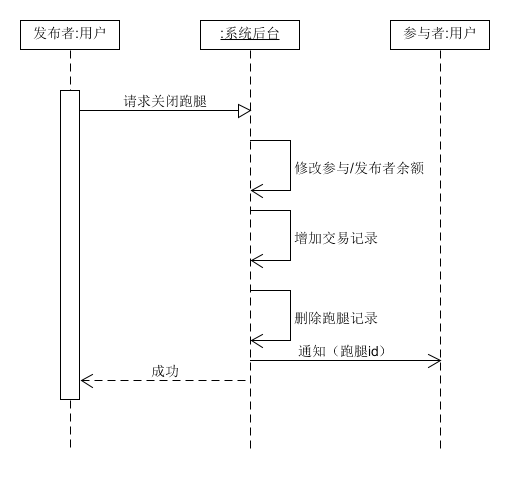 发布者:用户
:系统后台
参与者:用户
请求关闭跑腿
修改参与/发布者余额
增加交易记录
删除跑腿记录
通知（跑腿id）
成功